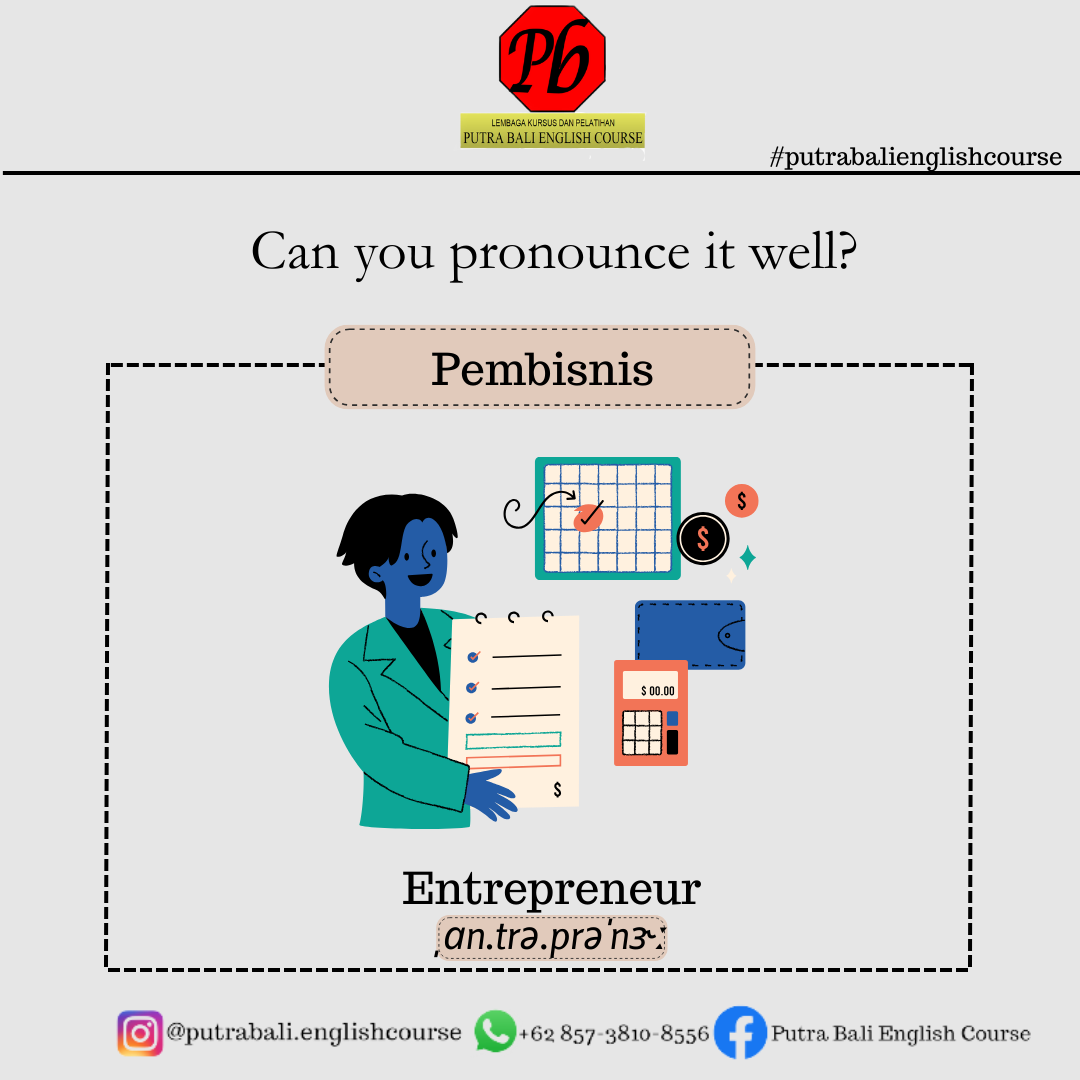 Pb
LEMBAGA KURSUS DAN PELATIHAN
PUTRA BALI ENGLISH COURSE
#putrabalienglishcourse
Can you pronounce it well?
Pembisnis
$
$
$ 00.00
$
Entrepreneur
ˌɑn.trə.prəˈnɝː
@putrabali.englishcourse
+62 857-3810-8556
Putra Bali English Course